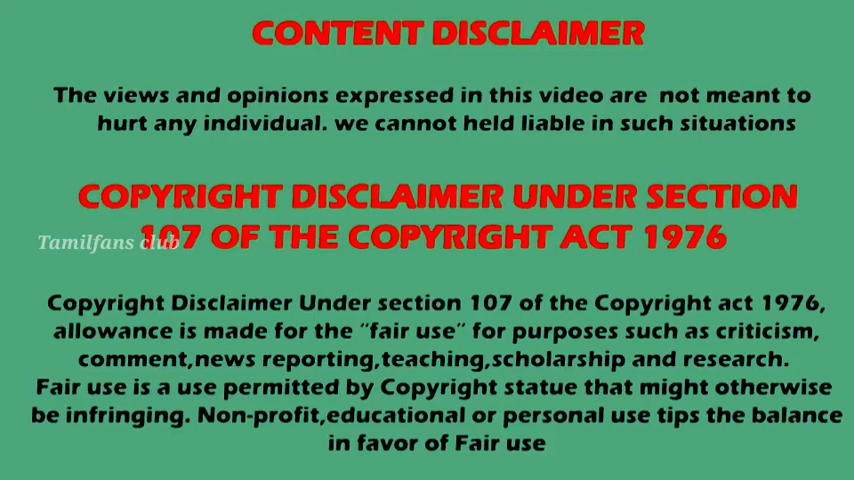 CONTENT DISCLAIMER
The views and opinions expressed in this video are not meant to
hurt any individual. we cannot held liable in such situations
COPYRIGHT DISCLAIMER UNDER SECTION
107 OF THE COPYRIGHT ACT 1976
Tamilfans club
Copyright Disclaimer Under section 107 of the Copyright act 1976,
allowance is made for the "fair use" for purposes such as criticism,
comment,news reporting,teaching,scholarship and research.
Fair use is a use permitted by Copyright statue that might otherwise
be infringing. Non-profit,educational or personal use tips the balance
in favor of Fair use